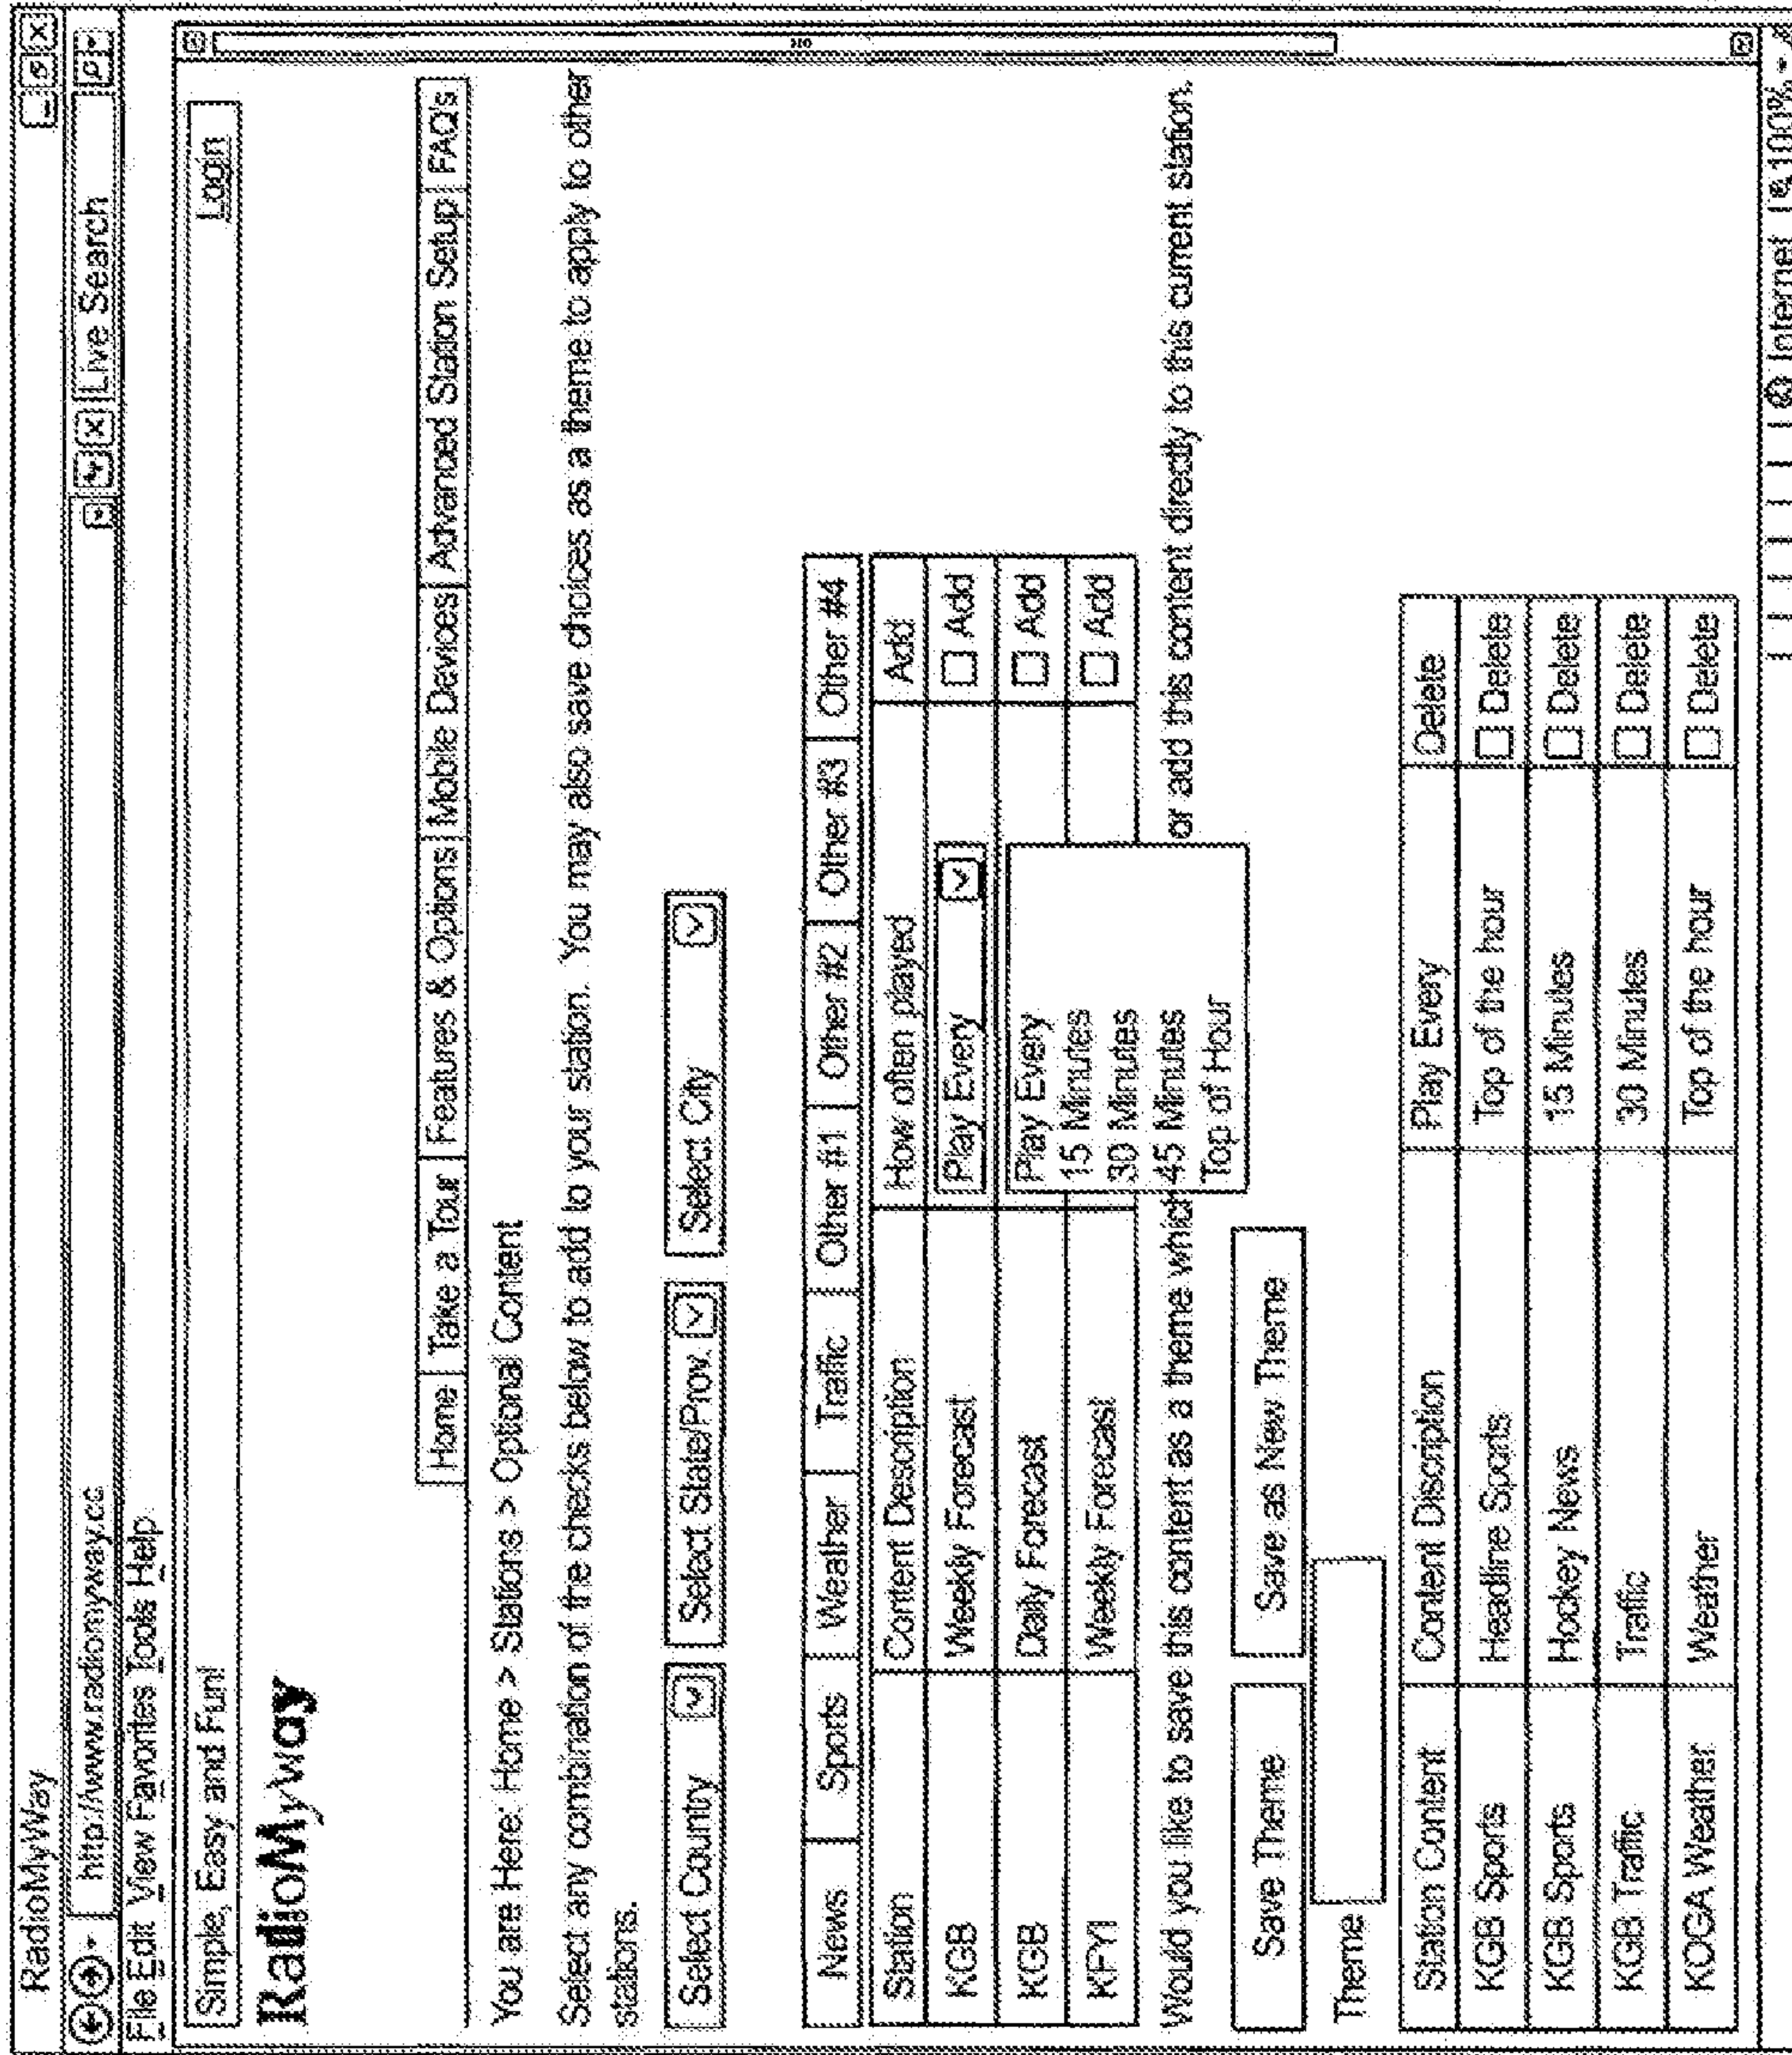 RadioMyWay
http://www.radiomyway.cc Live Search
File Edit View Favorites Tools Help
Simple, Easy and Fun! Login
RadioMyWay
Home Take a Tour Features & Options Mobile Devices Advanced Station Setup FAQ's
You are Here: Home > Stations > Optional Content
Select any combination of the checks below to add to your station. You may also save choices as a theme to apply to other
stations.
Select Country Select State/Prov. Select City
News Sports Weather Traffic Other #1 Other #2 Other #3 Other #4
Station Content Description How often played Add
KGB Weekly Forecast Play Every Add
KGB Daily Forecast Add
KFYI Weekly Forecast Add
Play Every
15 Minutes
30 Minutes
45 Minutes
Top of Hour
Would you like to save this content as a theme which or add this content directly to this current station.
Save Theme Save as New Theme
Theme
Station Content Content Discription Play Every Delete
KGB Sports Headline Sports Top of the hour Delete
KGB Sports Hockey News 15 Minutes Delete
KGB Traffic Traffic 30 Minutes Delete
KOGA Weather Weather Top of the hour Delete
Internet 100%